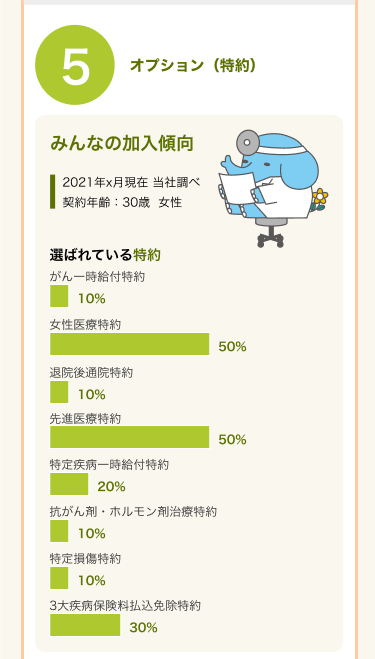 5
オプション（特約）
みんなの加入傾向
2021年x月現在 当社調べ
契約年齢：30歳 女性
選ばれている特約
がん一時給付特約
10%
女性医療特約
50%
退院後通院特約
10%
先進医療特約
50%
特定疾病一時給付特約
20%
抗がん剤・ホルモン剤治療特約
10%
特定損傷特約
10%
3大疾病保険料払込免除特約
30%